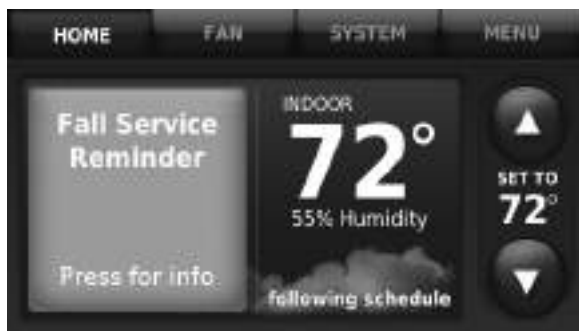 HOME FAN SYSTEM MENU
Fall Service
Reminder
Press for info
INDOOR
72°
55% Humidity
following schedule
SET TO
72°